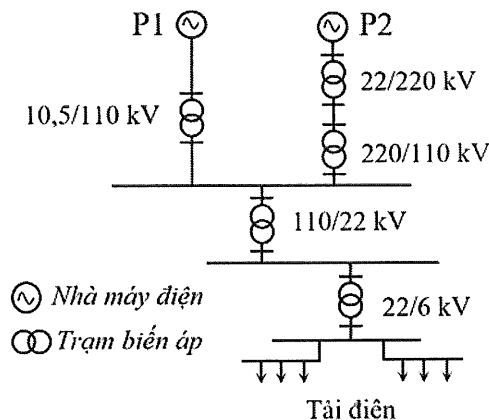 P1
P2
22/220 kV
10,5/110 kV
220/110 kV
110/22 kV
Nhà máy điện
22/6 kV
Trạm biến áp
Tải điện